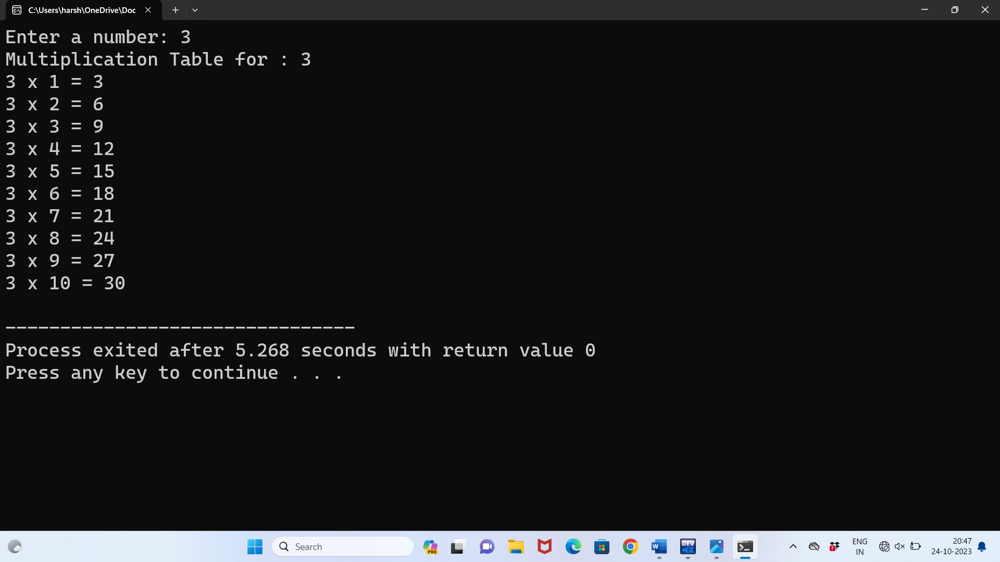 C:\Users\harsh\OneDrive\Doc
Enter a number: 3
Multiplication Table for : 3
3 x 1 = 3
3 x 2 = 6
3 x 3 = 9
3 x 4 = 12
3 x 5 = 15
3 x 6 = 18
3 x 7 = 21
3 x 8 = 24
3 x 9 = 27
3 x 10 = 30
--------------------------------
Process exited after 5.268 seconds with return value 0
Press any key to continue . . .
Search
PRE
W
DEV
C++
7
ENG
IN
20:47
24-10-2023